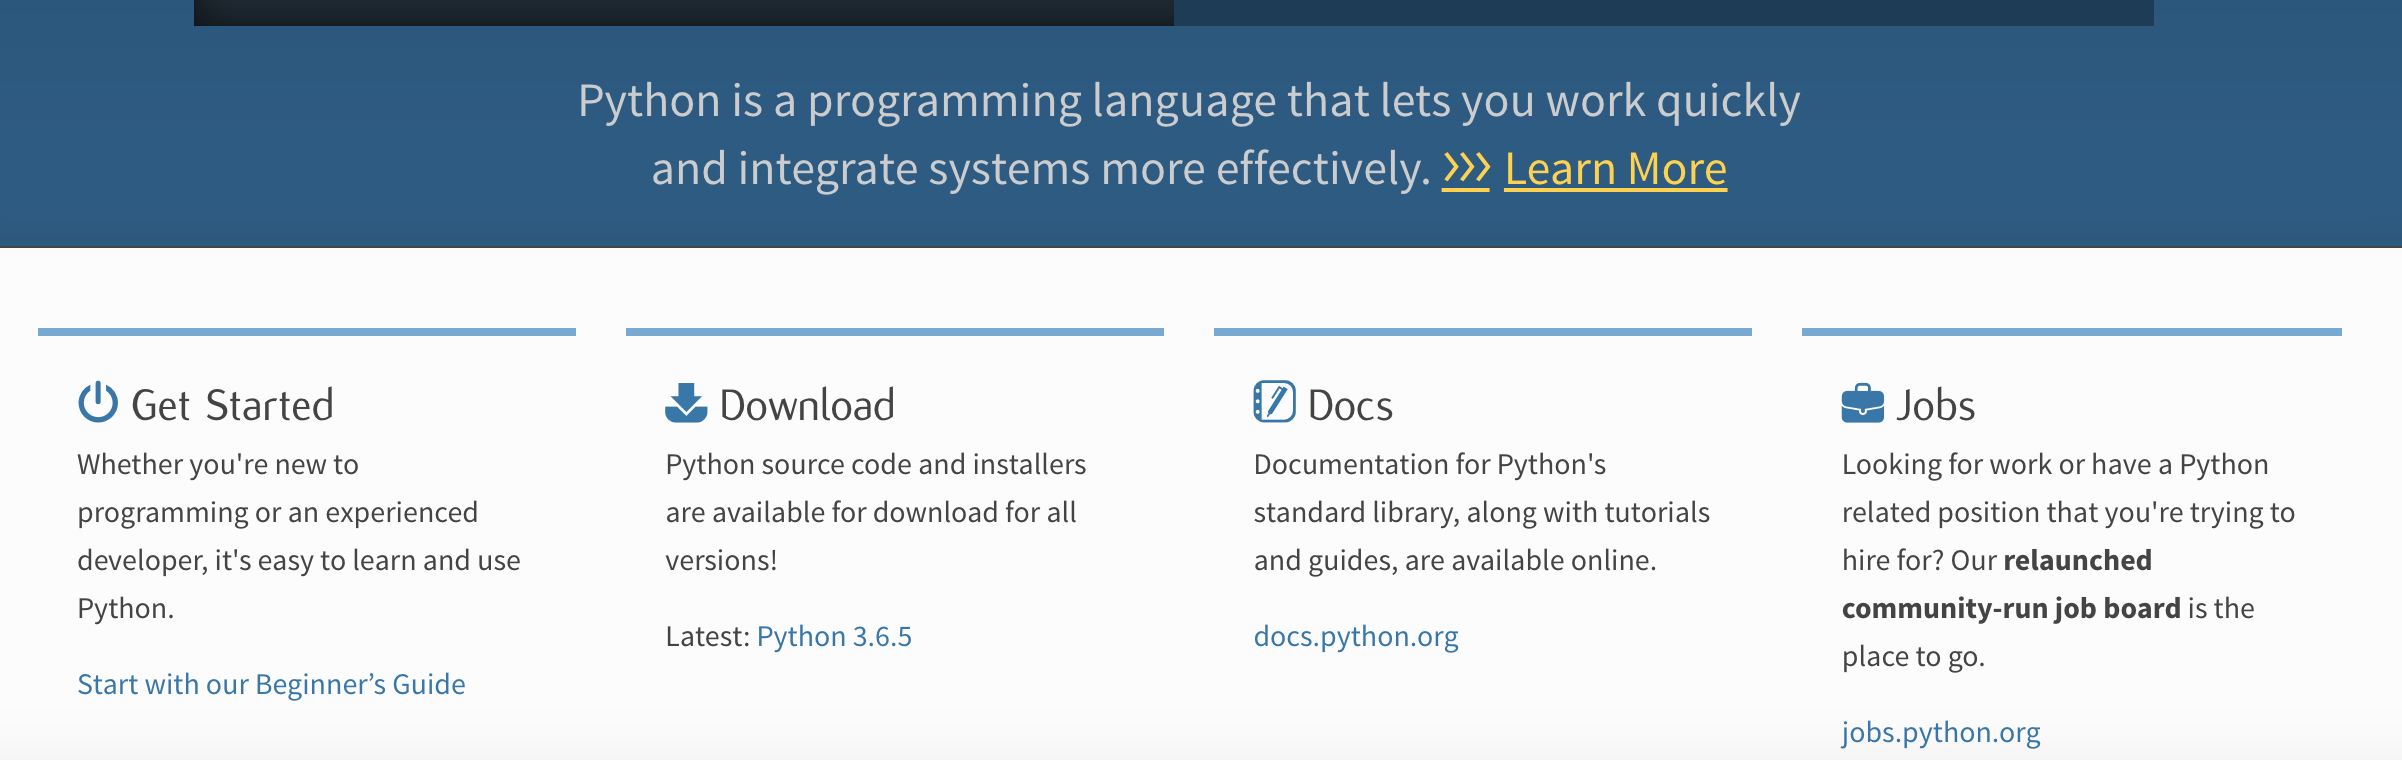 Python is a programming language that lets you work quickly
and integrate systems more effectively. >>> Learn More
Get Started
Whether you're new to
programming or an experienced
developer, it's easy to learn and use
Python.
Start with our Beginner’s Guide
Download
Python source code and installers
are available for download for all
versions!
Latest: Python 3.6.5
Docs
Documentation for Python's
standard library, along with tutorials
and guides, are available online.
docs.python.org
Jobs
Looking for work or have a Python
related position that you're trying to
hire for? Our relaunched
community-run job board is the
place to go.
jobs.python.org